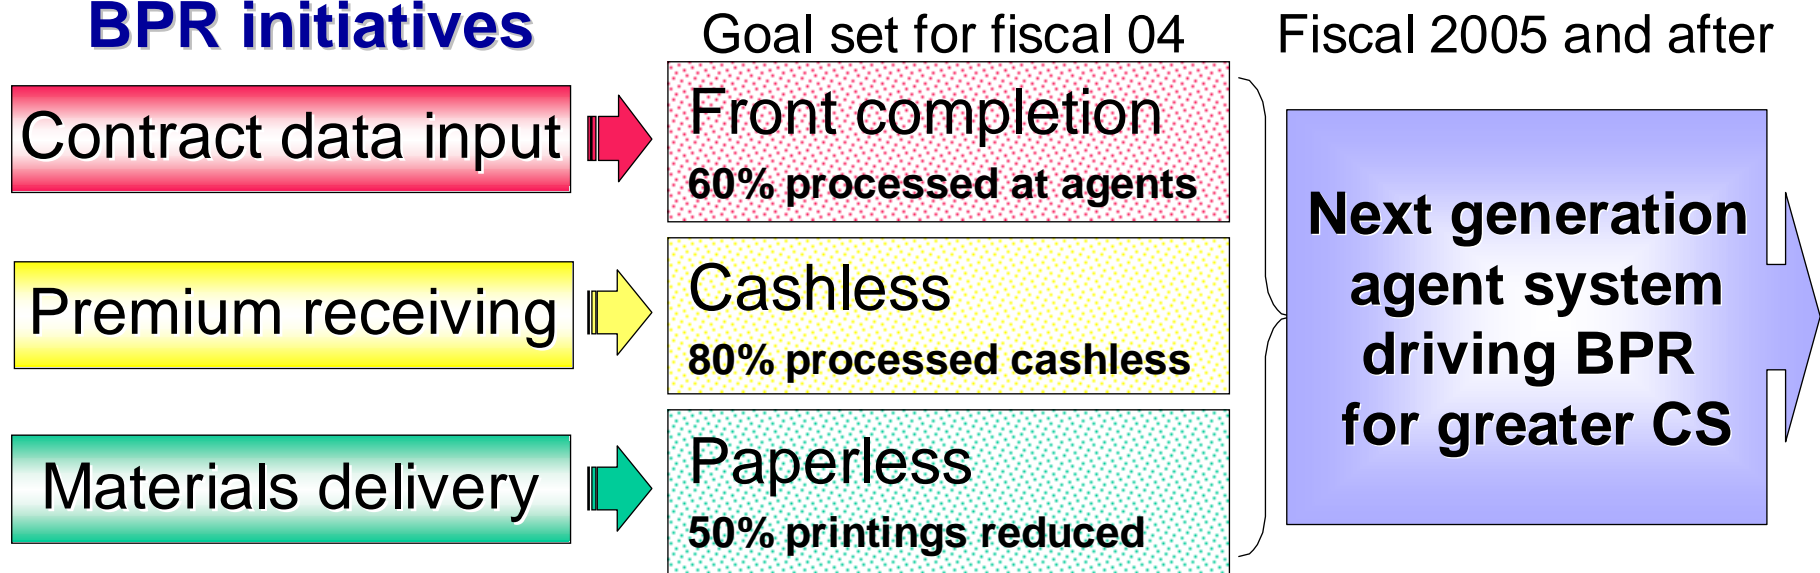 BPR initiatives
Goal set for fiscal 04
Fiscal 2005 and after
Contract data input
Front completion
60% processed at agents
Premium receiving
Cashless
80% processed cashless
Materials delivery
Paperless
50% printings reduced
Next generation
agent system
driving BPR
for greater CS